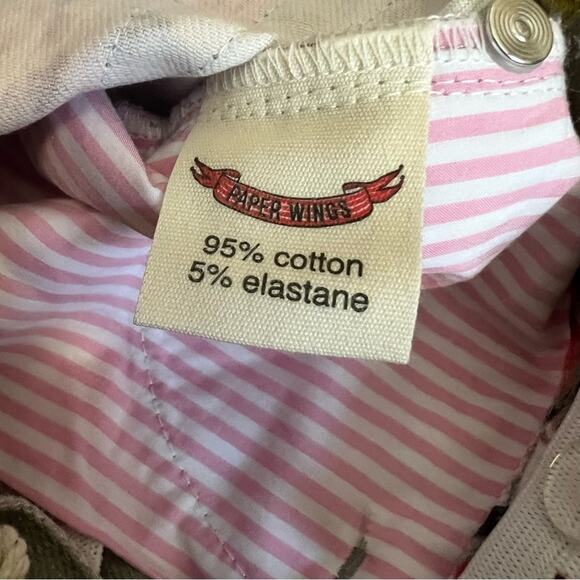 PAPER WINGS
95% cotton
5% elastane